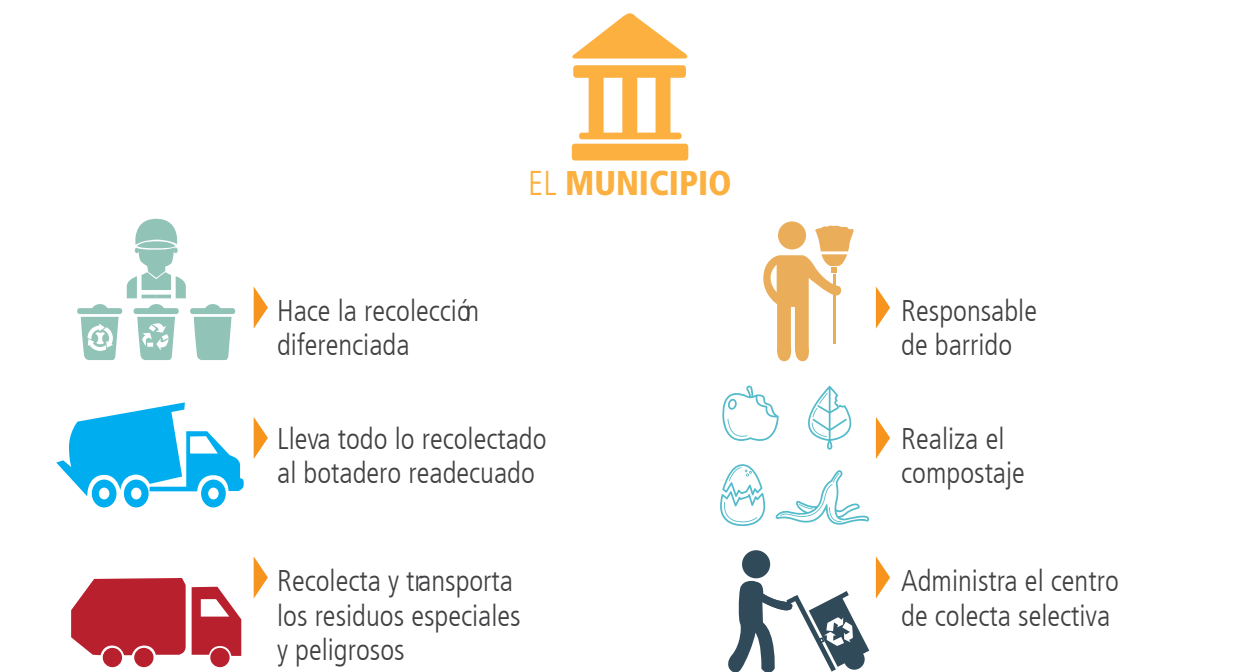 EL MUNICIPIO
Hace la recolección
diferenciada
Lleva todo lo recolectado
al botadero readecuado
Recolecta y transporta
los residuos especiales
y peligrosos
Responsable
de barrido
Realiza el
compostaje
Administra el centro
de colecta selectiva